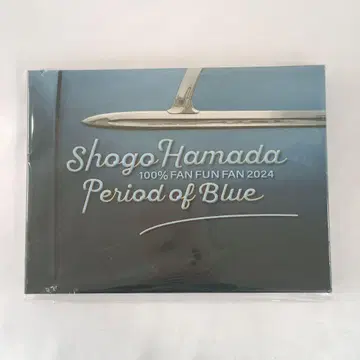 Shogo Hamada
100% FAN FUN FAN 2024
Period of Blue